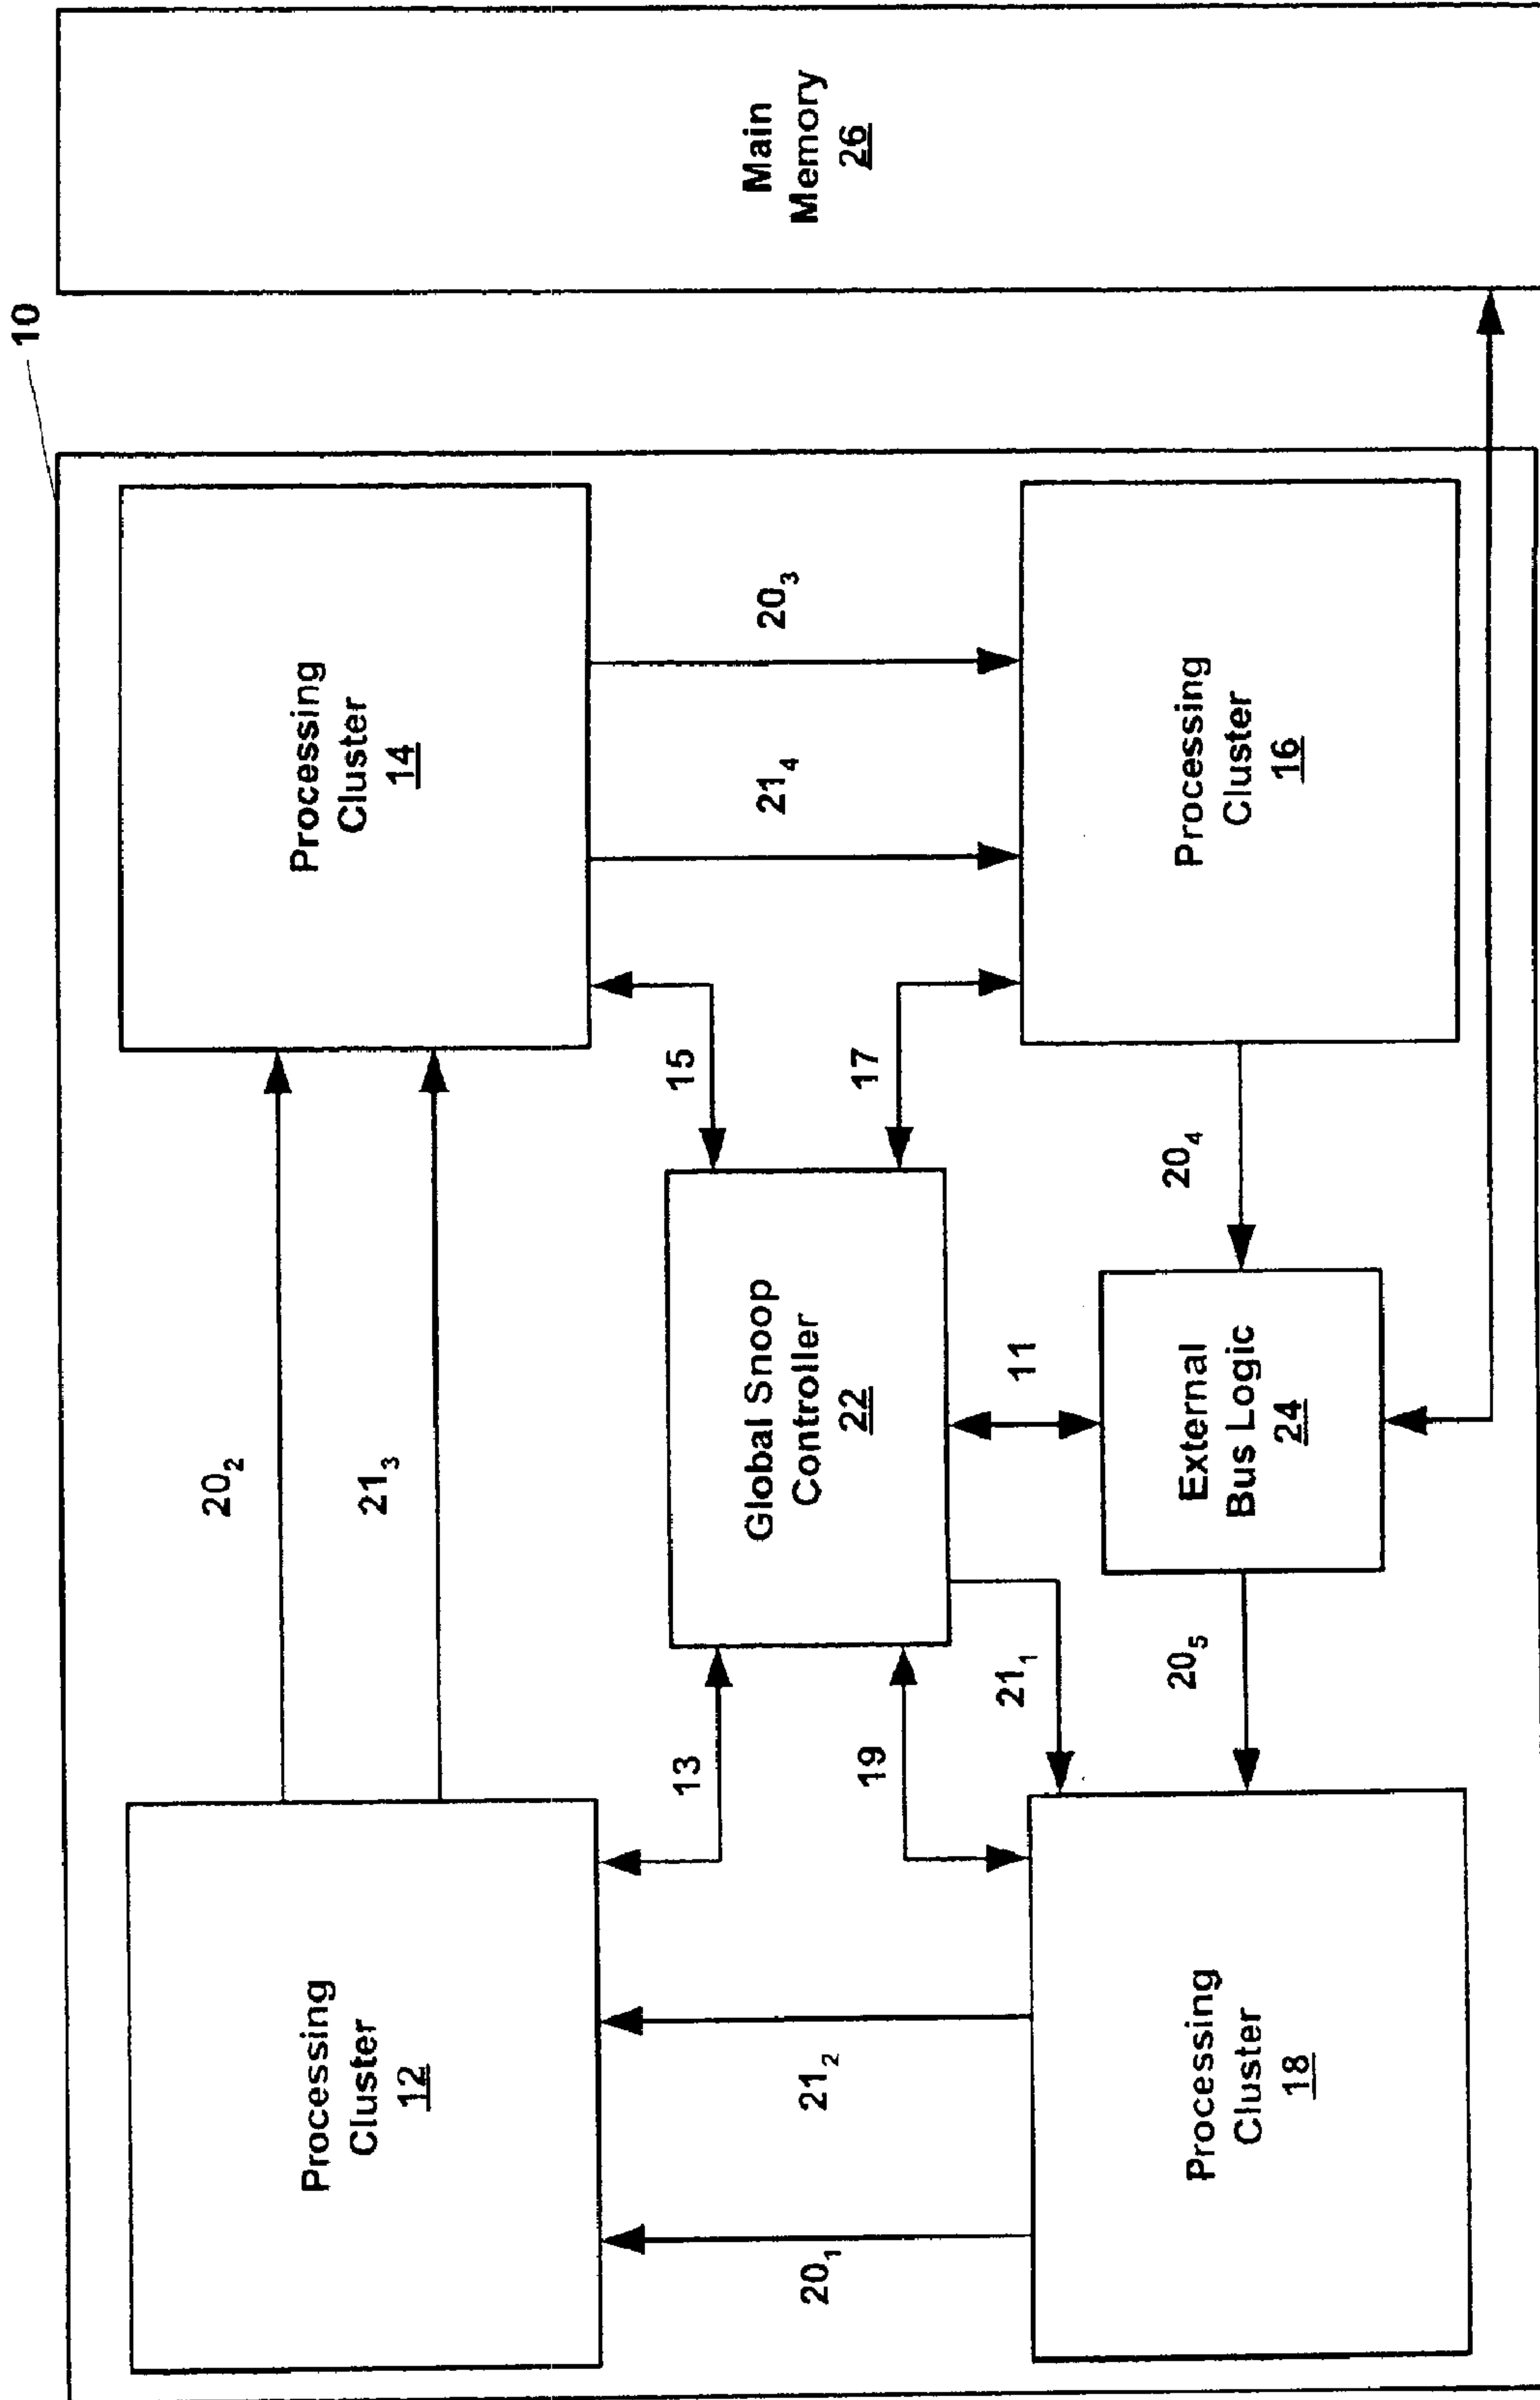 10
Processing
Cluster
12
20₂
21₃
Processing
Cluster
14
Main
Memory
26
13
15
20₁
21₂
Global Snoop
Controller
22
21₄
20₃
19
17
21₁
11
Processing
Cluster
18
20₅
External
Bus Logic
24
20₄
Processing
Cluster
16